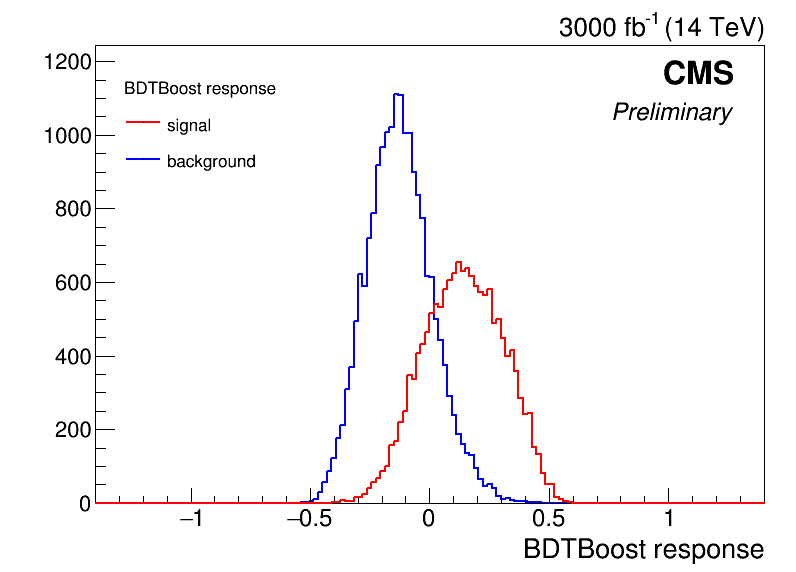 3000 fb-1 (14 TeV)
CMS
Preliminary
BDTBoost response
signal
background
1200
1000
800
600
400
200
0
−1
−0.5
0
0.5
1
BDTBoost response